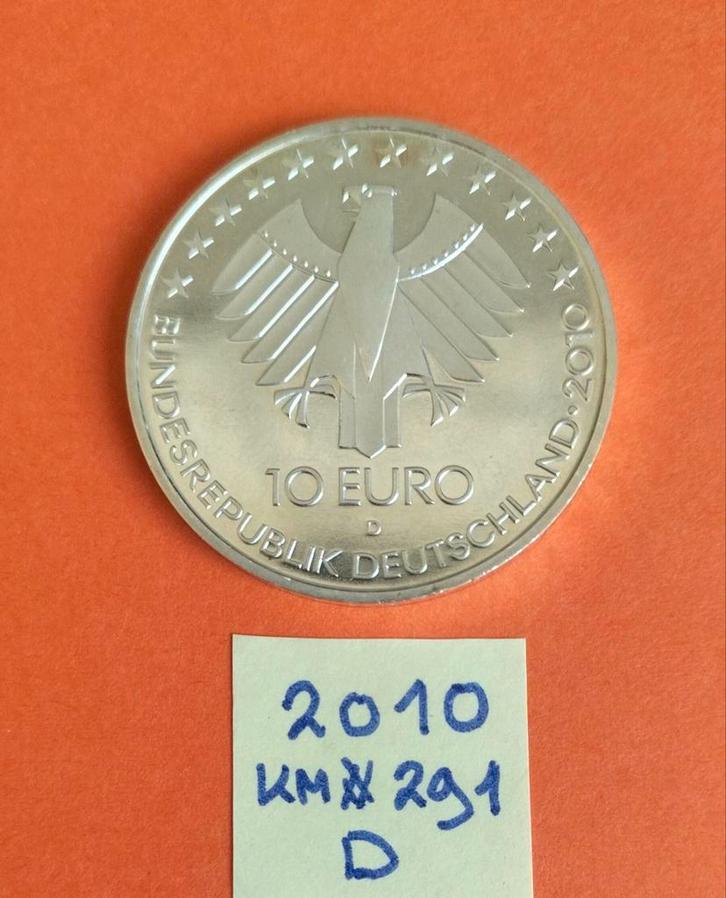 BUNDESREPUBLIK DEUTSCHLAND·2010
10 EURO
D
2010
KM# 291
D